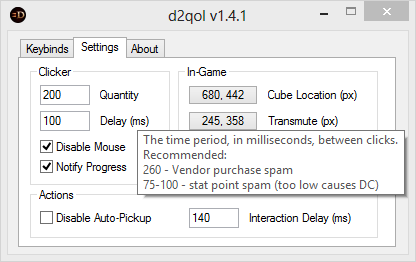 d2qol v1.4.1
Keybinds Settings About
Clicker
200 Quantity
100 Delay (ms)
Disable Mouse
Notify Progress
In-Game
680, 442 Cube Location (px)
245, 358 Transmute (px)
The time period, in milliseconds, between clicks.
Recommended:
260 - Vendor purchase spam
75-100 - stat point spam (too low causes DC)
Actions
Disable Auto-Pickup
140 Interaction Delay (ms)